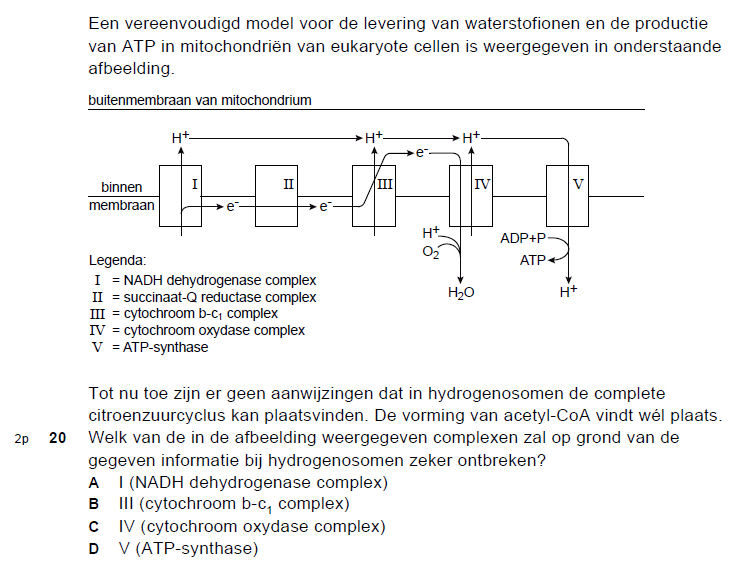 Een vereenvoudigd model voor de levering van waterstofionen en de productie
van ATP in mitochondriën van eukaryote cellen is weergegeven in onderstaande
afbeelding.
buitenmembraan van mitochondrium
H⁺ H⁺ H⁺
e⁻
I II III IV V
binnen
membraan
e⁻ e⁻
H⁺
O₂
ADP+P
ATP
H₂O H⁺
Legenda:
I = NADH dehydrogenase complex
II = succinaat-Q reductase complex
III = cytochroom b-c₁ complex
IV = cytochroom oxydase complex
V = ATP-synthase
Tot nu toe zijn er geen aanwijzingen dat in hydrogenosomen de complete
citroenzuurcyclus kan plaatsvinden. De vorming van acetyl-CoA vindt wél plaats.
2p 20 Welk van de in de afbeelding weergegeven complexen zal op grond van de
gegeven informatie bij hydrogenosomen zeker ontbreken?
A I (NADH dehydrogenase complex)
B III (cytochroom b-c₁ complex)
C IV (cytochroom oxydase complex)
D V (ATP-synthase)